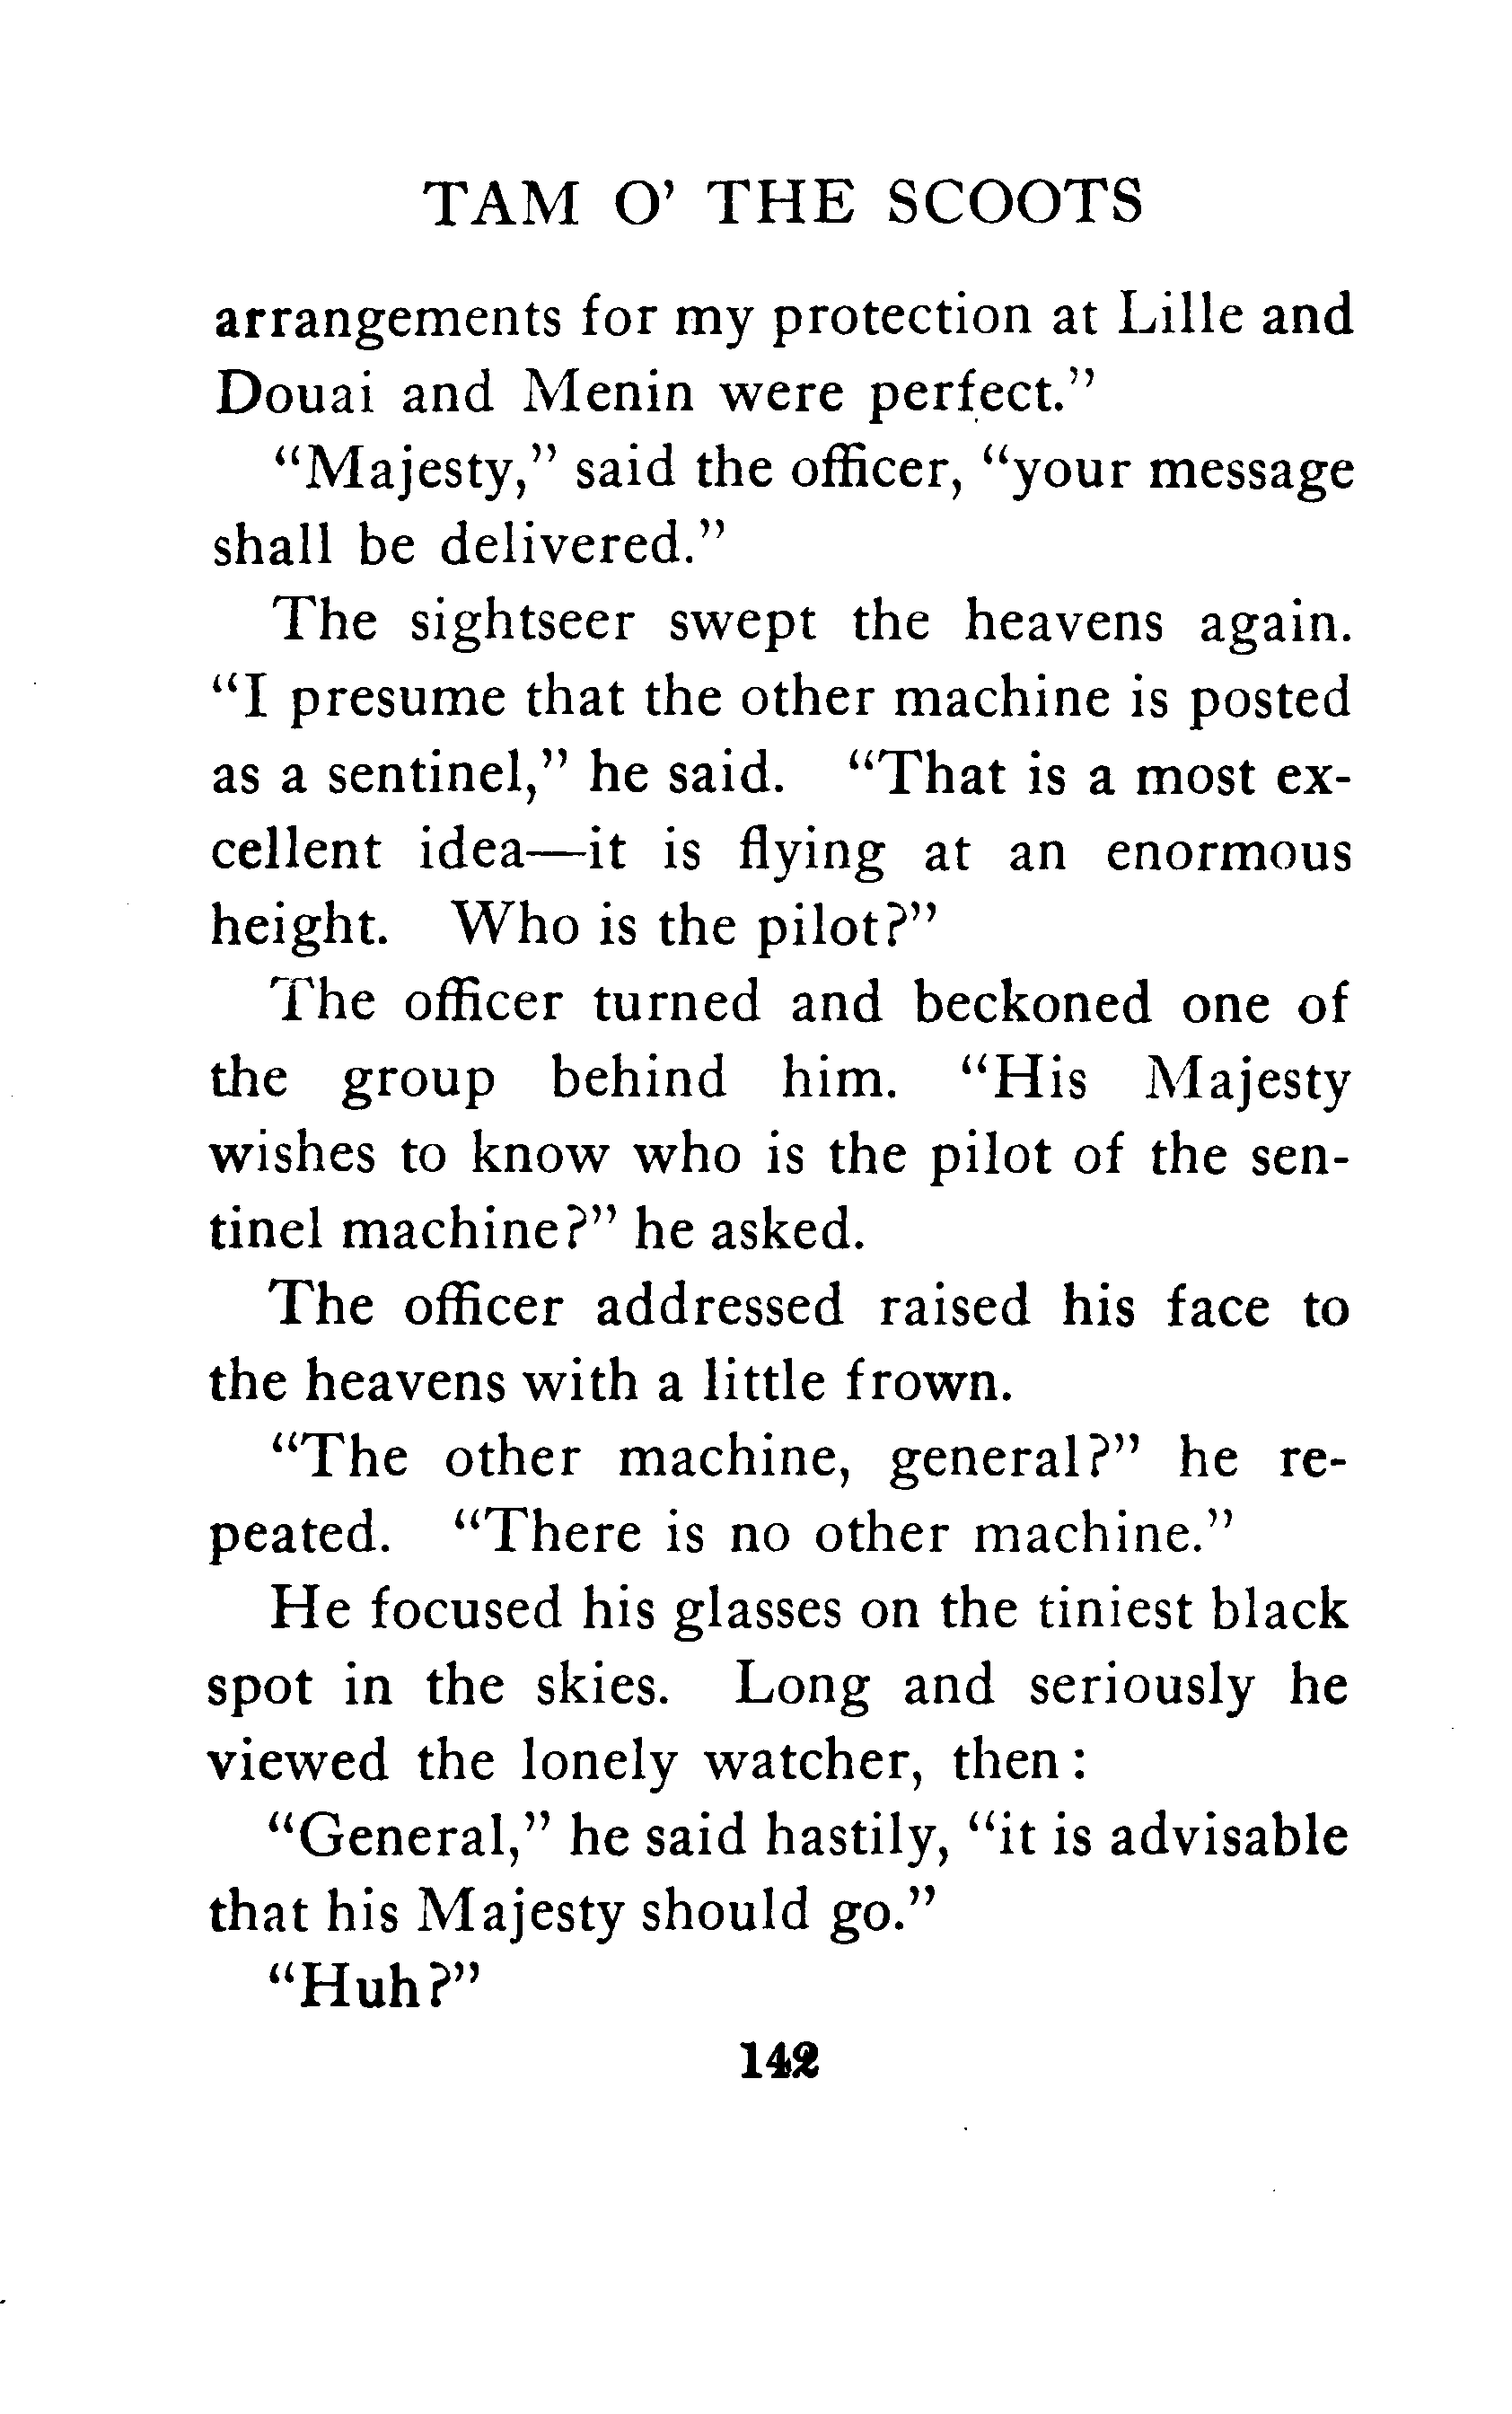 TAM O' THE SCOOTS
arrangements for my protection at Lille and
Douai and Menin were perfect."
"Majesty," said the officer, "your message
shall be delivered."
The sightseer swept the heavens again.
"I presume that the other machine is posted
as a sentinel," he said. "That is a most ex-
cellent idea—it is flying at an enormous
height. Who is the pilot?"
The officer turned and beckoned one of
the group behind him. "His Majesty
wishes to know who is the pilot of the sen-
tinel machine?" he asked.
The officer addressed raised his face to
the heavens with a little frown.
"The other machine, general?" he re-
peated. "There is no other machine."
He focused his glasses on the tiniest black
spot in the skies. Long and seriously he
viewed the lonely watcher, then:
"General," he said hastily, "it is advisable
that his Majesty should go."
"Huh?"
142